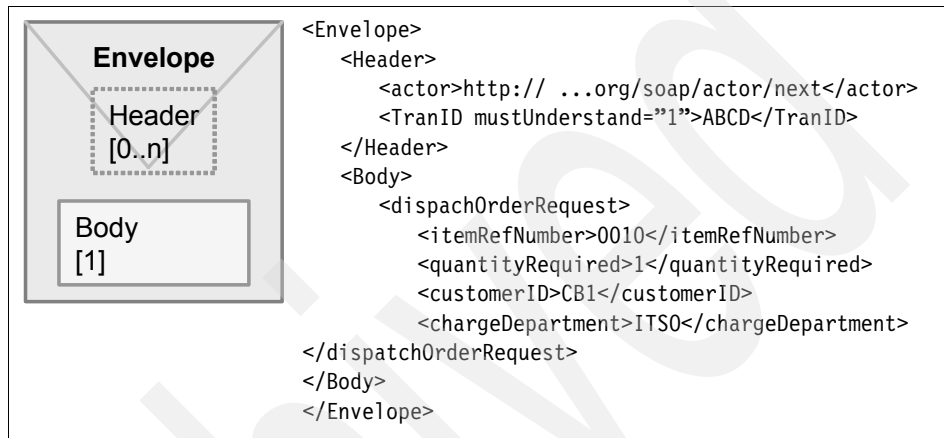 Envelope
Header
[0..n]
Body
[1]
<Envelope>
<Header>
<actor>http:// ...org/soap/actor/next</actor>
<TranID mustUnderstand=”1”>ABCD</TranID>
</Header>
<Body>
<dispachOrderRequest>
<itemRefNumber>0010</itemRefNumber>
<quantityRequired>1</quantityRequired>
<customerID>CB1</customerID>
<chargeDepartment>ITSO</chargeDepartment>
</dispatchOrderRequest>
</Body>
</Envelope>